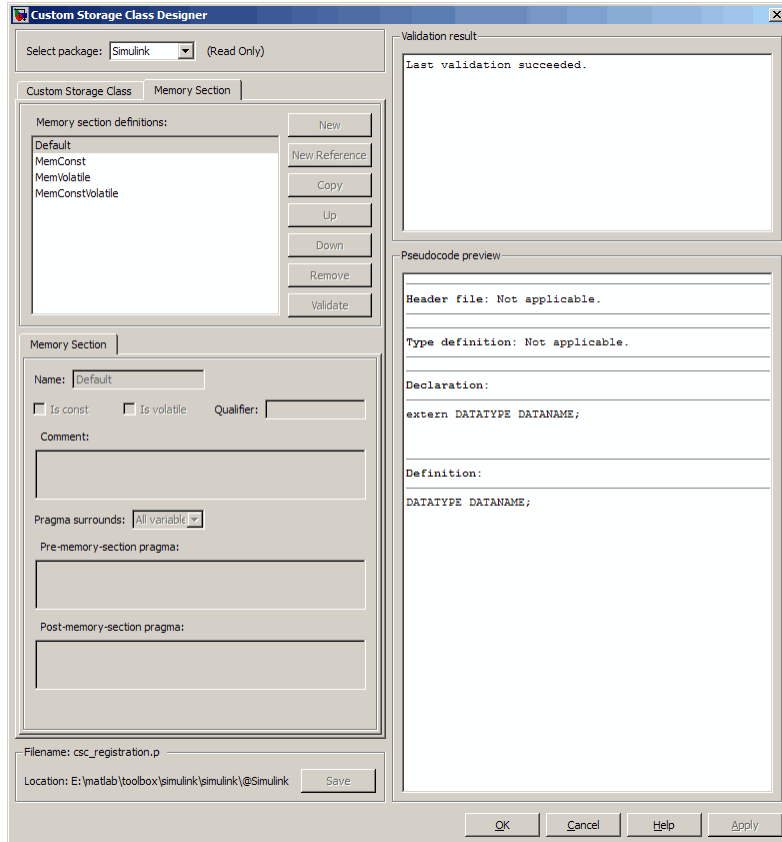 Custom Storage Class Designer
Select package: Simulink (Read Only)
Custom Storage Class Memory Section
Memory section definitions:
Default
MemConst
MemVolatile
MemConstVolatile
New
New Reference
Copy
Up
Down
Remove
Validate
Memory Section
Name: Default
Is const Is volatile Qualifier:
Comment:
Pragma surrounds: All variable
Pre-memory-section pragma:
Post-memory-section pragma:
Filename: csc_registration.p
Location: E:\matlab\toolbox\simulink\simulink\@Simulink Save
Validation result
Last validation succeeded.
Pseudocode preview
Header file: Not applicable.
Type definition: Not applicable.
Declaration:
extern DATATYPE DATANAME;
Definition:
DATATYPE DATANAME;
OK Cancel Help Apply